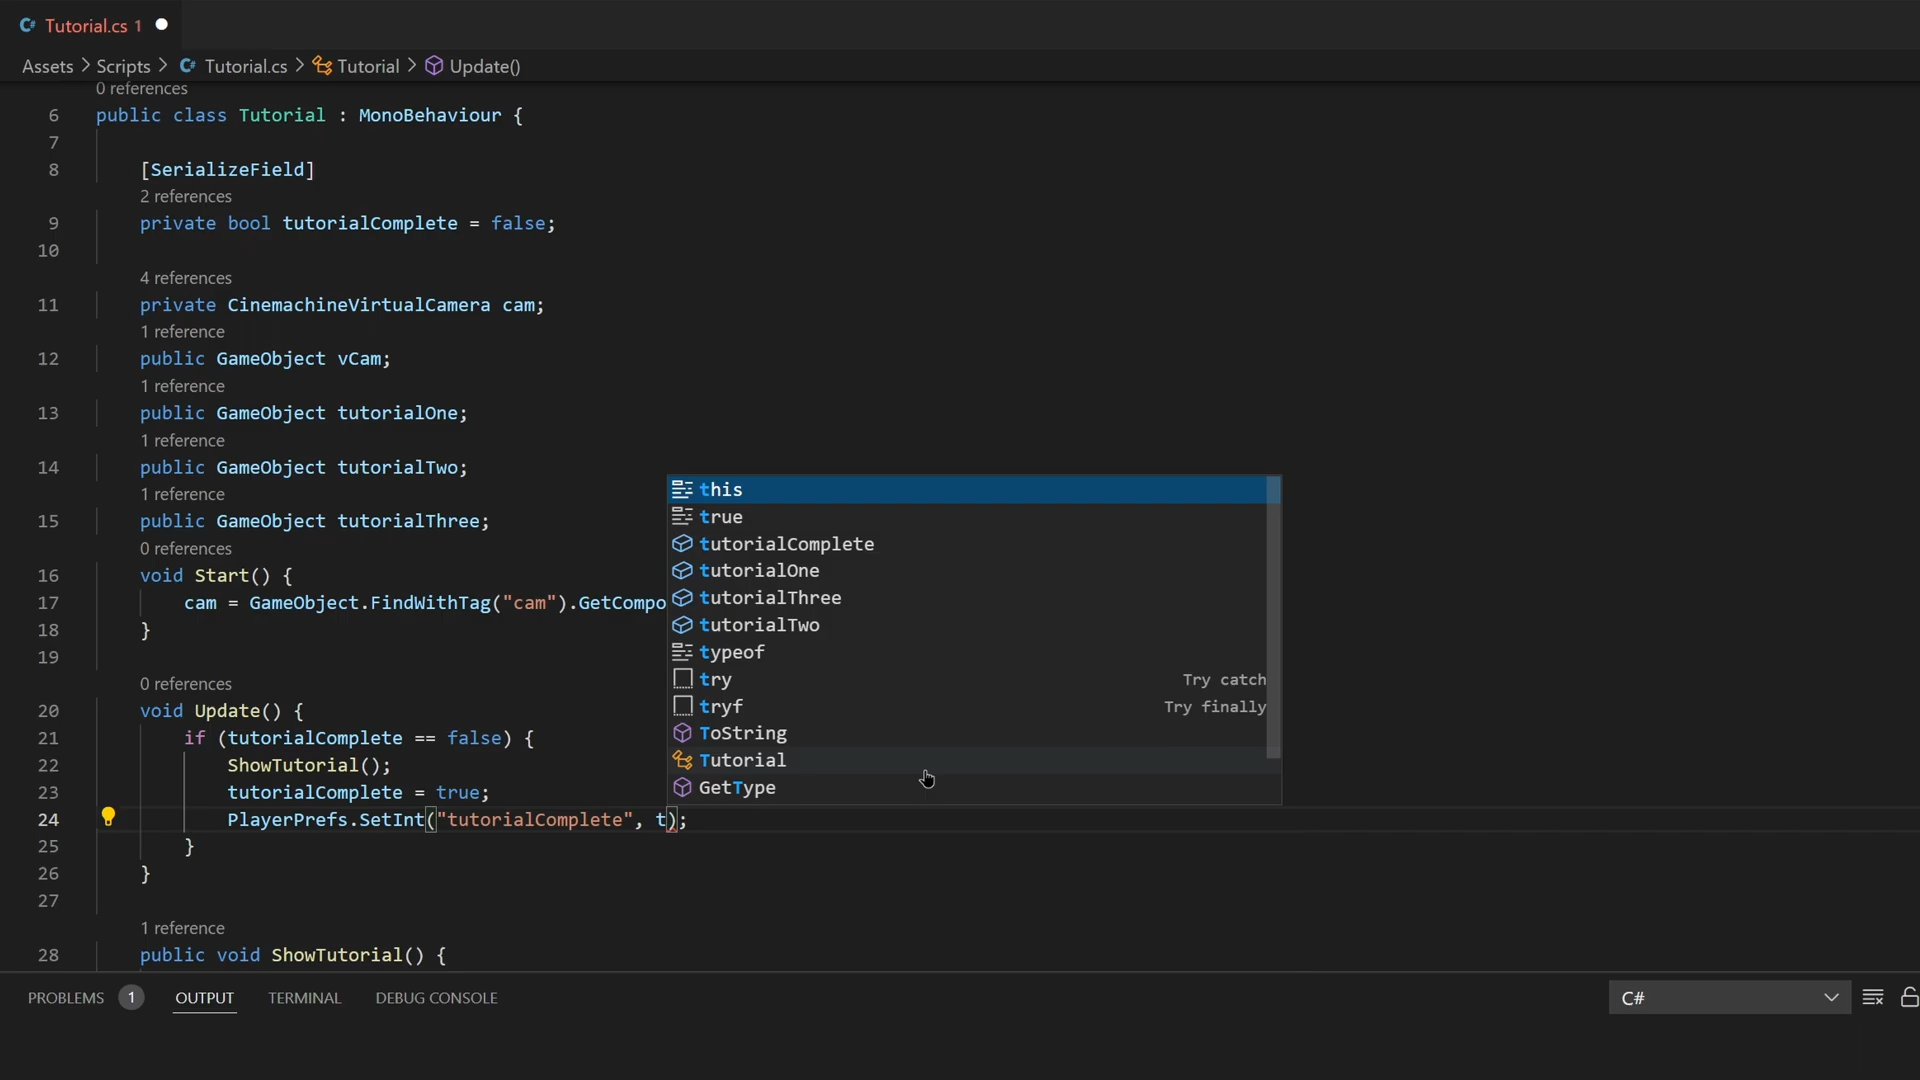 Tutorial.cs 1
Assets > Scripts > Tutorial.cs > Tutorial > Update()
0 references
6 public class Tutorial : MonoBehaviour {
7
8 [SerializeField]
2 references
9 private bool tutorialComplete = false;
10
4 references
11 private CinemachineVirtualCamera cam;
1 reference
12 public GameObject vCam;
1 reference
13 public GameObject tutorialOne;
1 reference
14 public GameObject tutorialTwo;
1 reference
15 public GameObject tutorialThree;
0 references
16 void Start() {
17 cam = GameObject.FindWithTag("cam").GetCompo
18 }
19
0 references
20 void Update() {
21 if (tutorialComplete == false) {
22 ShowTutorial();
23 tutorialComplete = true;
24 PlayerPrefs.SetInt("tutorialComplete", t);
25 }
26 }
27
1 reference
28 public void ShowTutorial() {
this
true
tutorialComplete
tutorialOne
tutorialThree
tutorialTwo
typeof
try Try catch
tryf Try finally
ToString
Tutorial
GetType
PROBLEMS 1 OUTPUT TERMINAL DEBUG CONSOLE C#